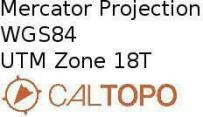 Mercator Projection
WGS84
UTM Zone 18T
CALTOPO